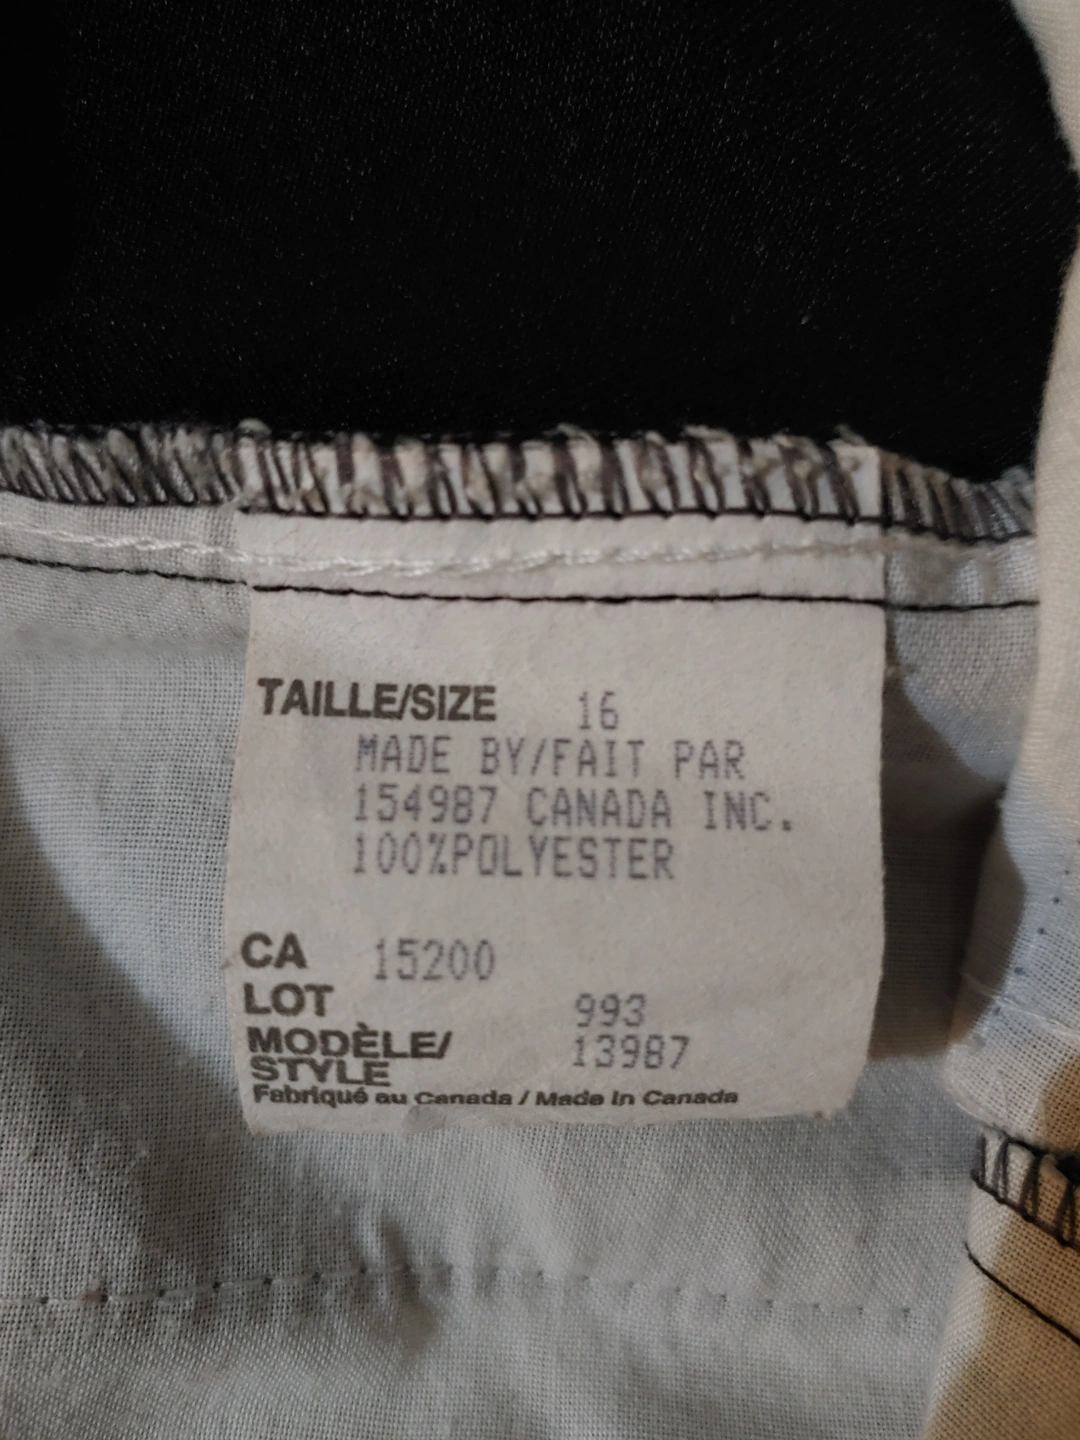 TAILLE/SIZE 16
MADE BY/FAIT PAR
154987 CANADA INC.
100%POLYESTER
CA 15200
LOT 993
MODÈLE/ 13987
STYLE
Fabriqué au Canada / Made in Canada